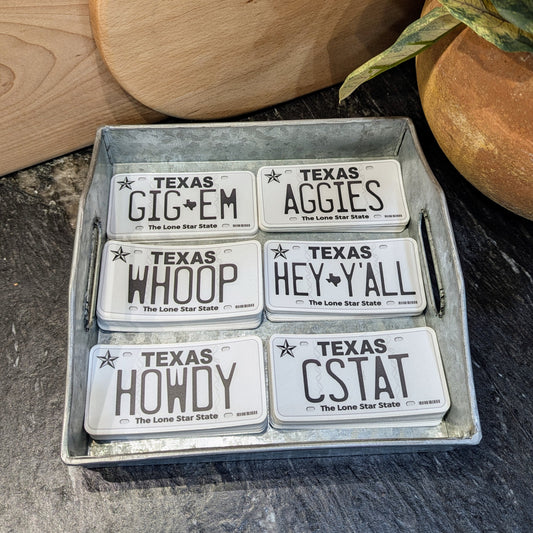 TEXAS
GIG EM
The Lone Star State
TEXAS
AGGIES
The Lone Star State
TEXAS
WHOOP
The Lone Star State
TEXAS
HEY Y'ALL
The Lone Star State
TEXAS
HOWDY
The Lone Star State
TEXAS
CSTAT
The Lone Star State